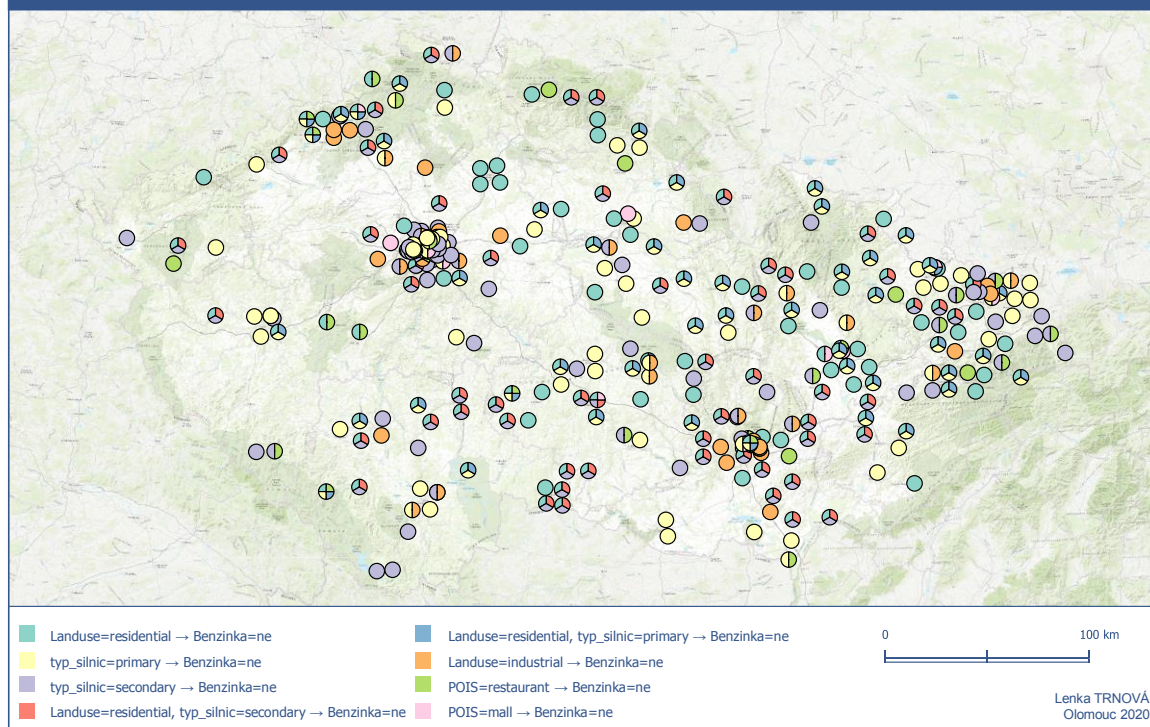 Landuse=residential → Benzinka=ne
typ_silnic=primary → Benzinka=ne
typ_silnic=secondary → Benzinka=ne
Landuse=residential, typ_silnic=secondary → Benzinka=ne
Landuse=residential, typ_silnic=primary → Benzinka=ne
Landuse=industrial → Benzinka=ne
POIS=restaurant → Benzinka=ne
POIS=mall → Benzinka=ne
0 100 km
Lenka TRNOVÁ
Olomouc 2020